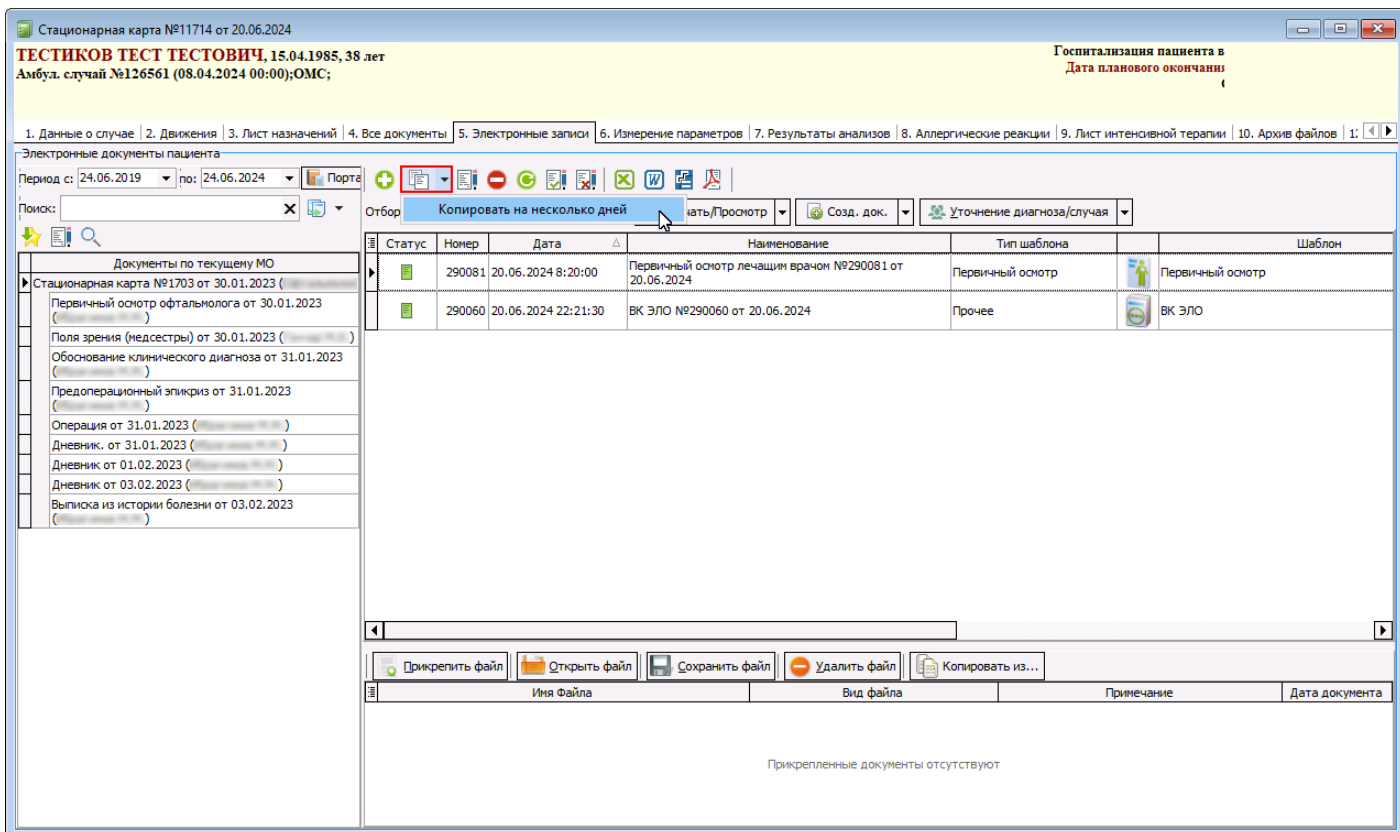 Стационарная карта №11714 от 20.06.2024
ТЕСТИКОВ ТЕСТ ТЕСТОВИЧ, 15.04.1985, 38 лет
Госпитализация пациента в
Амбул. случай №126561 (08.04.2024 00:00);ОМС;
Дата планового окончания
1. Данные о случае 2. Движения 3. Лист назначений 4. Все документы 5. Электронные записи 6. Измерение параметров 7. Результаты анализов 8. Аллергические реакции 9. Лист интенсивной терапии 10. Архив файлов 1
Электронные документы пациента
Период с: 24.06.2019 по: 24.06.2024 Порта
Поиск:
Отбор
Копировать на несколько дней
чать/Просмотр Созд. док. Уточнение диагноза/случая
Документы по текущему МО
Стационарная карта №1703 от 30.01.2023 (
Первичный осмотр офтальмолога от 30.01.2023
( )
Поля зрения (медсестры) от 30.01.2023 ( )
Обоснование клинического диагноза от 31.01.2023
( )
Предоперационный эпикриз от 31.01.2023
( )
Операция от 31.01.2023 ( )
Дневник. от 31.01.2023 ( )
Дневник от 01.02.2023 ( )
Дневник от 03.02.2023 ( )
Выписка из истории болезни от 03.02.2023
( )
Статус Номер Дата Наименование Тип шаблона Шаблон
290081 20.06.2024 8:20:00 Первичный осмотр лечащим врачом №290081 от Первичный осмотр Первичный осмотр
20.06.2024
290060 20.06.2024 22:21:30 ВК ЭЛО №290060 от 20.06.2024 Прочее ВК ЭЛО
Прикрепить файл Открыть файл Сохранить файл Удалить файл Копировать из...
Имя Файла Вид файла Примечание Дата документа
Прикрепленные документы отсутствуют